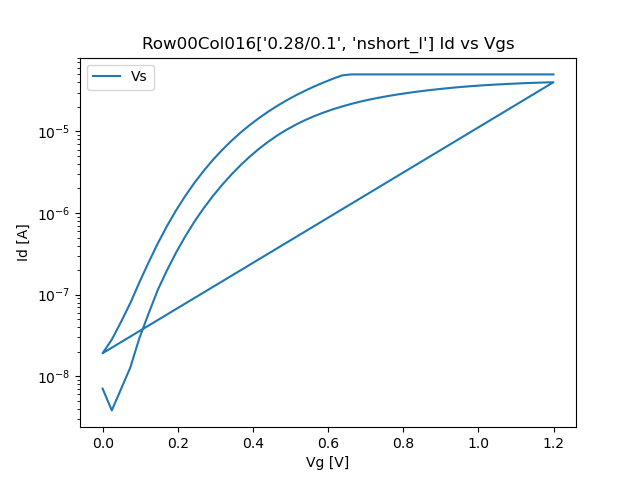 Row00Col016['0.28/0.1', 'nshort_l'] Id vs Vgs
Vs
Id [A]
10⁻⁵
10⁻⁶
10⁻⁷
10⁻⁸
0.0 0.2 0.4 0.6 0.8 1.0 1.2
Vg [V]